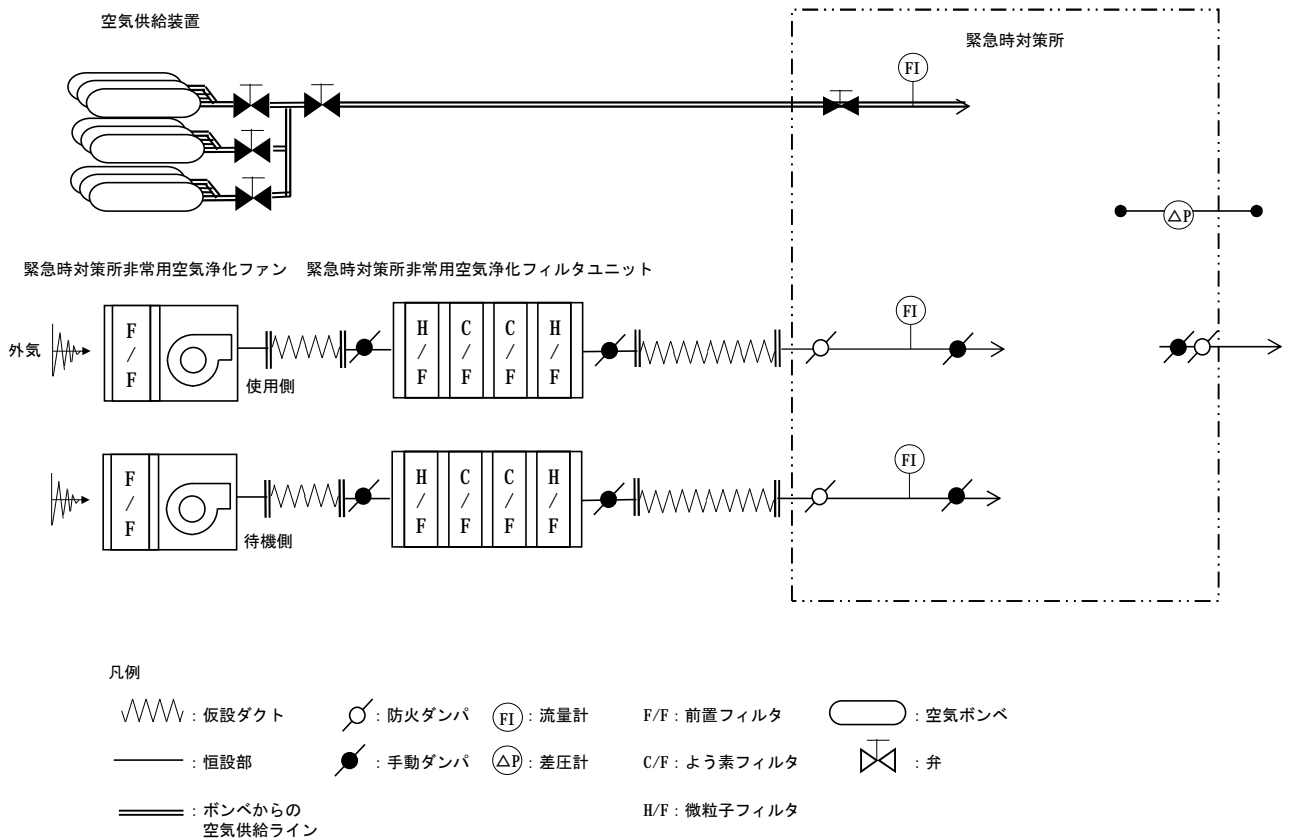 空気供給装置
緊急時対策所
FI
△P
緊急時対策所非常用空気浄化ファン
緊急時対策所非常用空気浄化フィルタユニット
外気
F/F
使用側
H/F
C/F
C/F
H/F
FI
F/F
待機側
H/F
C/F
C/F
H/F
FI
凡例
:仮設ダクト
:防火ダンパ
FI :流量計
F/F:前置フィルタ
:空気ボンベ
:恒設部
:手動ダンパ
△P :差圧計
C/F:よう素フィルタ
:弁
:ボンベからの
空気供給ライン
H/F:微粒子フィルタ